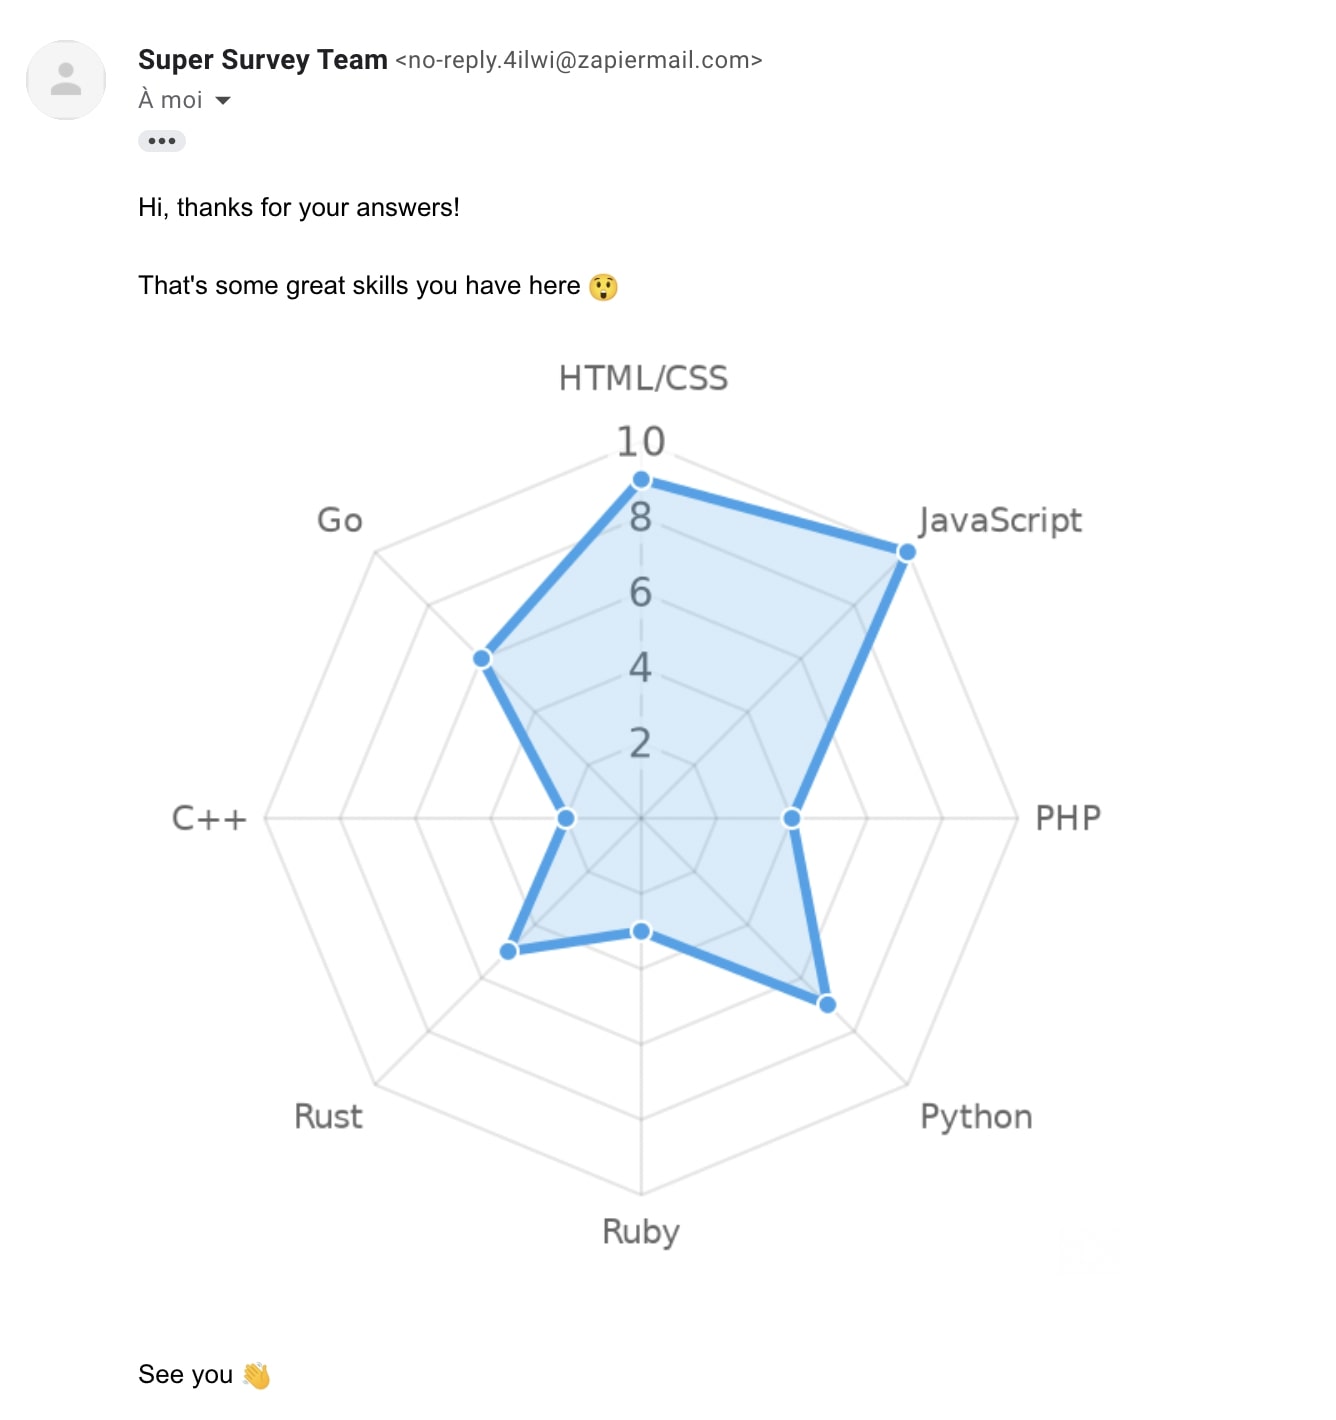 Super Survey Team <no-reply.4ilwi@zapiermail.com>
À moi
Hi, thanks for your answers!
That's some great skills you have here 😲
HTML/CSS
10
Go
JavaScript
8
6
4
2
C++
PHP
Rust
Python
Ruby
See you 👋